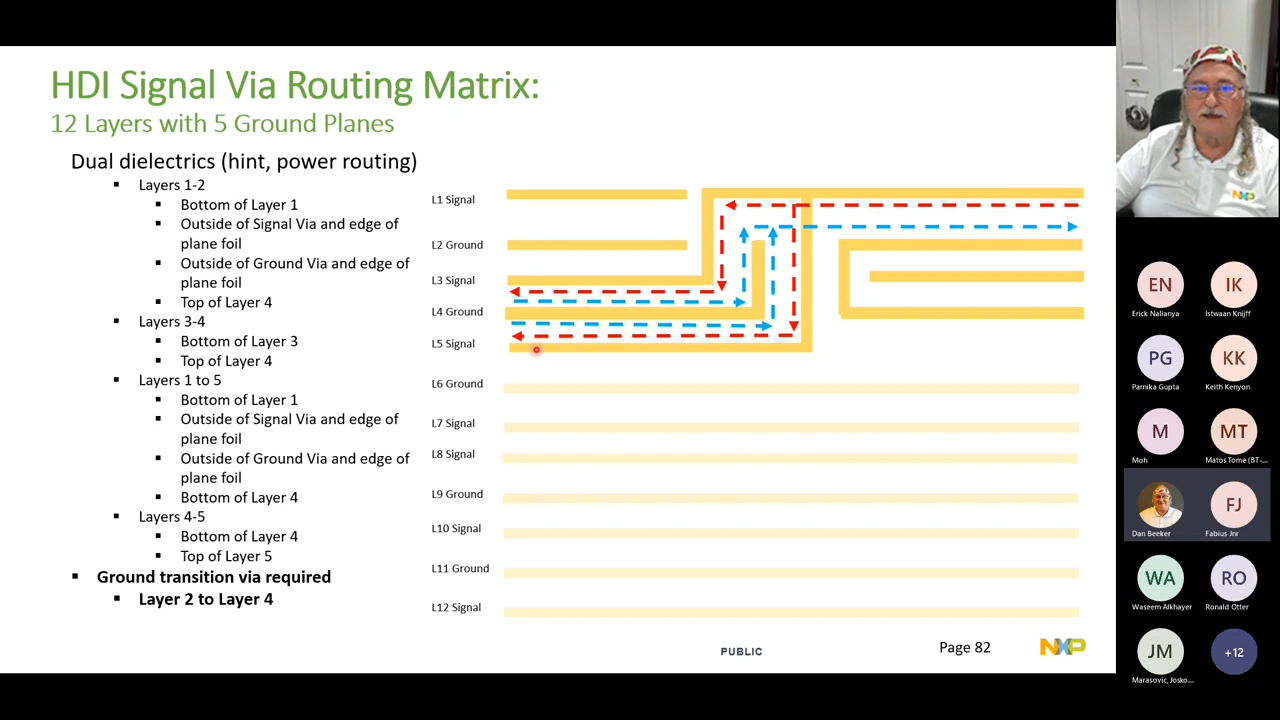 HDI Signal Via Routing Matrix:
12 Layers with 5 Ground Planes
Dual dielectrics (hint, power routing)
▪ Layers 1-2
▪ Bottom of Layer 1
▪ Outside of Signal Via and edge of
plane foil
▪ Outside of Ground Via and edge of
plane foil
▪ Top of Layer 4
▪ Layers 3-4
▪ Bottom of Layer 3
▪ Top of Layer 4
▪ Layers 1 to 5
▪ Bottom of Layer 1
▪ Outside of Signal Via and edge of
plane foil
▪ Outside of Ground Via and edge of
plane foil
▪ Bottom of Layer 4
▪ Layers 4-5
▪ Bottom of Layer 4
▪ Top of Layer 5
▪ Ground transition via required
▪ Layer 2 to Layer 4
L1 Signal
L2 Ground
L3 Signal
L4 Ground
L5 Signal
L6 Ground
L7 Signal
L8 Signal
L9 Ground
L10 Signal
L11 Ground
L12 Signal
PUBLIC
Page 82
NXP
NXP
EN
Erick Nalianya
IK
Istwaan Knijff
PG
Parnika Gupta
KK
Keith Kenyon
M
Moh
MT
Matos Tome (BT-...
Dan Beeker
FJ
Fabius Jnr
WA
Waseem Alkhayer
RO
Ronald Otter
JM
Marasovic, Josko...
+12